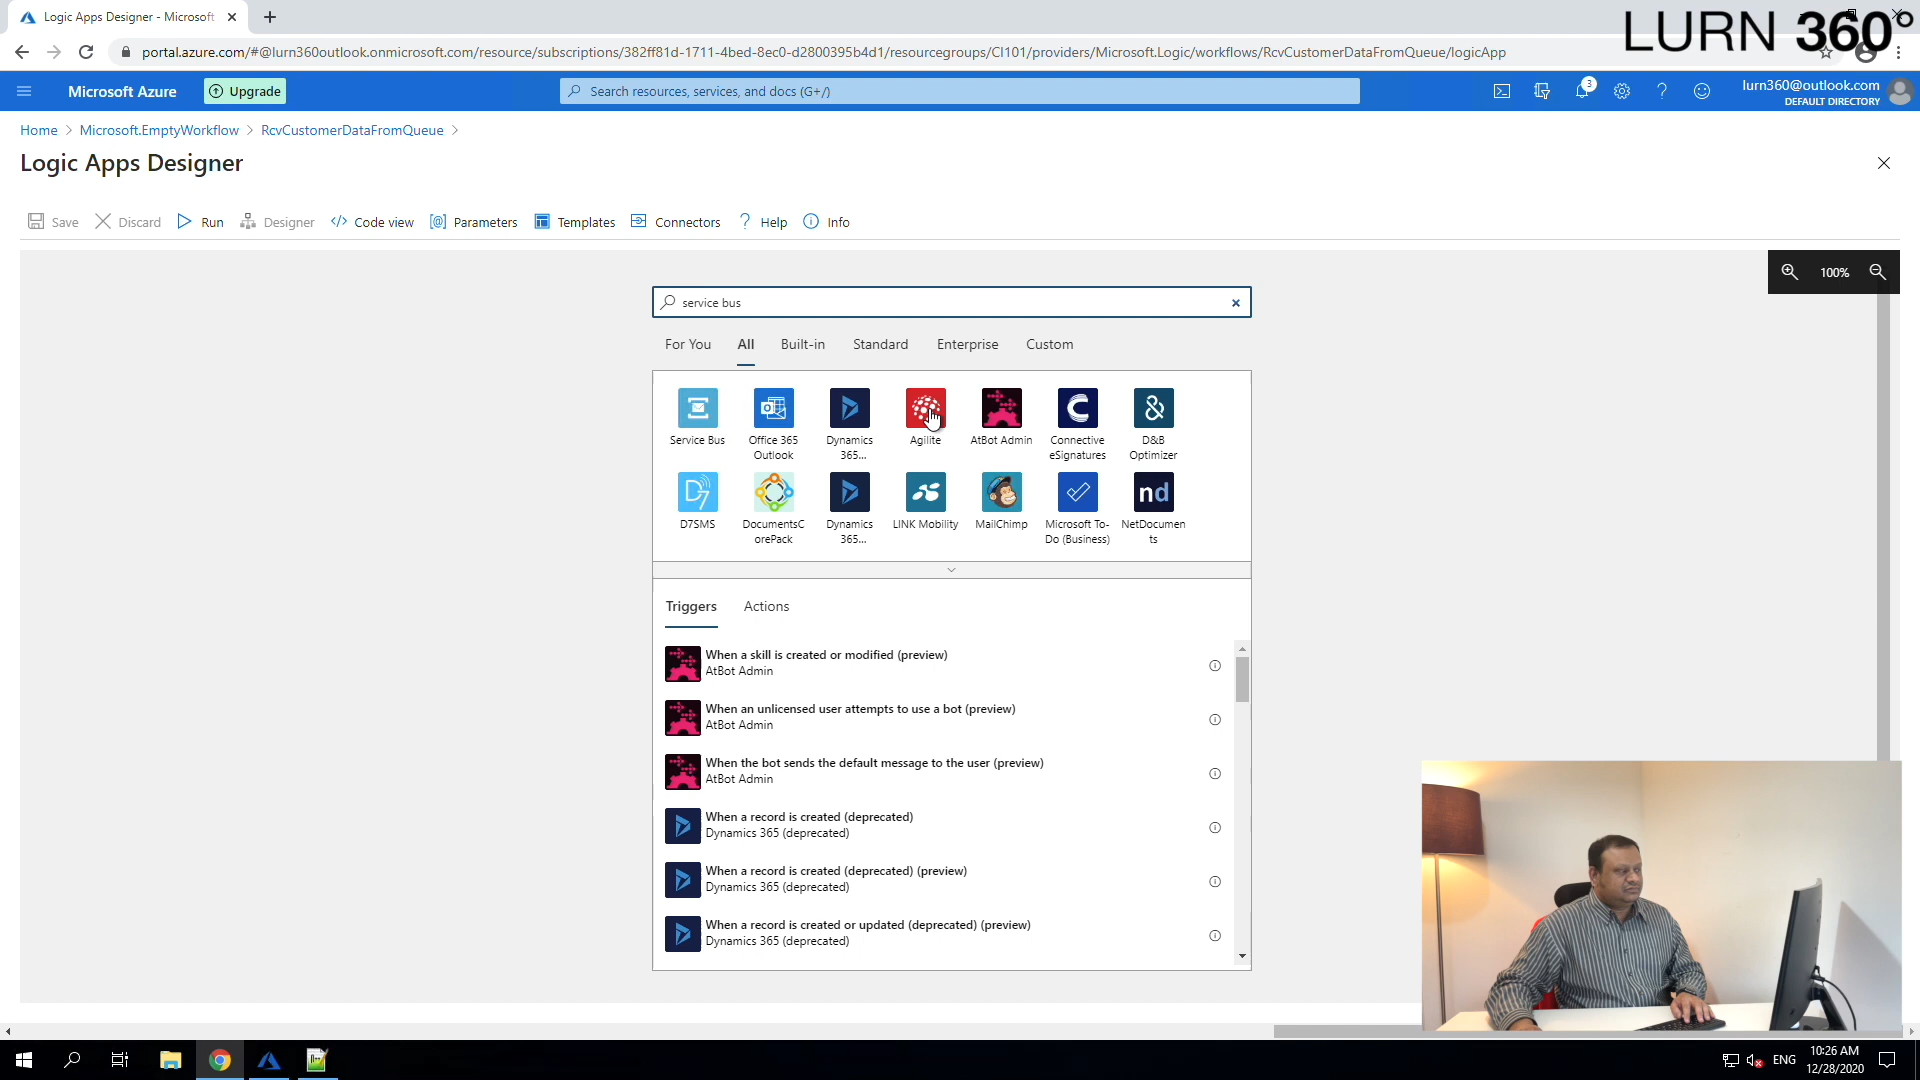 Logic Apps Designer - Microsoft
LURN 360°
portal.azure.com/#@lurn360outlook.onmicrosoft.com/resource/subscriptions/382ff81d-1711-4bed-8ec0-d2800395b4d1/resourcegroups/CI101/providers/Microsoft.Logic/workflows/RcvCustomerDataFromQueue/logicApp
Microsoft Azure
Upgrade
Search resources, services, and docs (G+/)
3
lurn360@outlook.com
DEFAULT DIRECTORY
Home > Microsoft.EmptyWorkflow > RcvCustomerDataFromQueue >
Logic Apps Designer
Save Discard Run Designer Code view Parameters Templates Connectors Help Info
100%
service bus
For You All Built-in Standard Enterprise Custom
Service Bus
Office 365
Outlook
Dynamics
365...
Agilite
AtBot Admin
Connective
eSignatures
D&B
Optimizer
D7
D7SMS
DocumentsC
orePack
Dynamics
365...
LINK Mobility
MailChimp
Microsoft To-
Do (Business)
nd
NetDocumen
ts
Triggers Actions
When a skill is created or modified (preview)
AtBot Admin
When an unlicensed user attempts to use a bot (preview)
AtBot Admin
When the bot sends the default message to the user (preview)
AtBot Admin
When a record is created (deprecated)
Dynamics 365 (deprecated)
When a record is created (deprecated) (preview)
Dynamics 365 (deprecated)
When a record is created or updated (deprecated) (preview)
Dynamics 365 (deprecated)
ENG
10:26 AM
12/28/2020